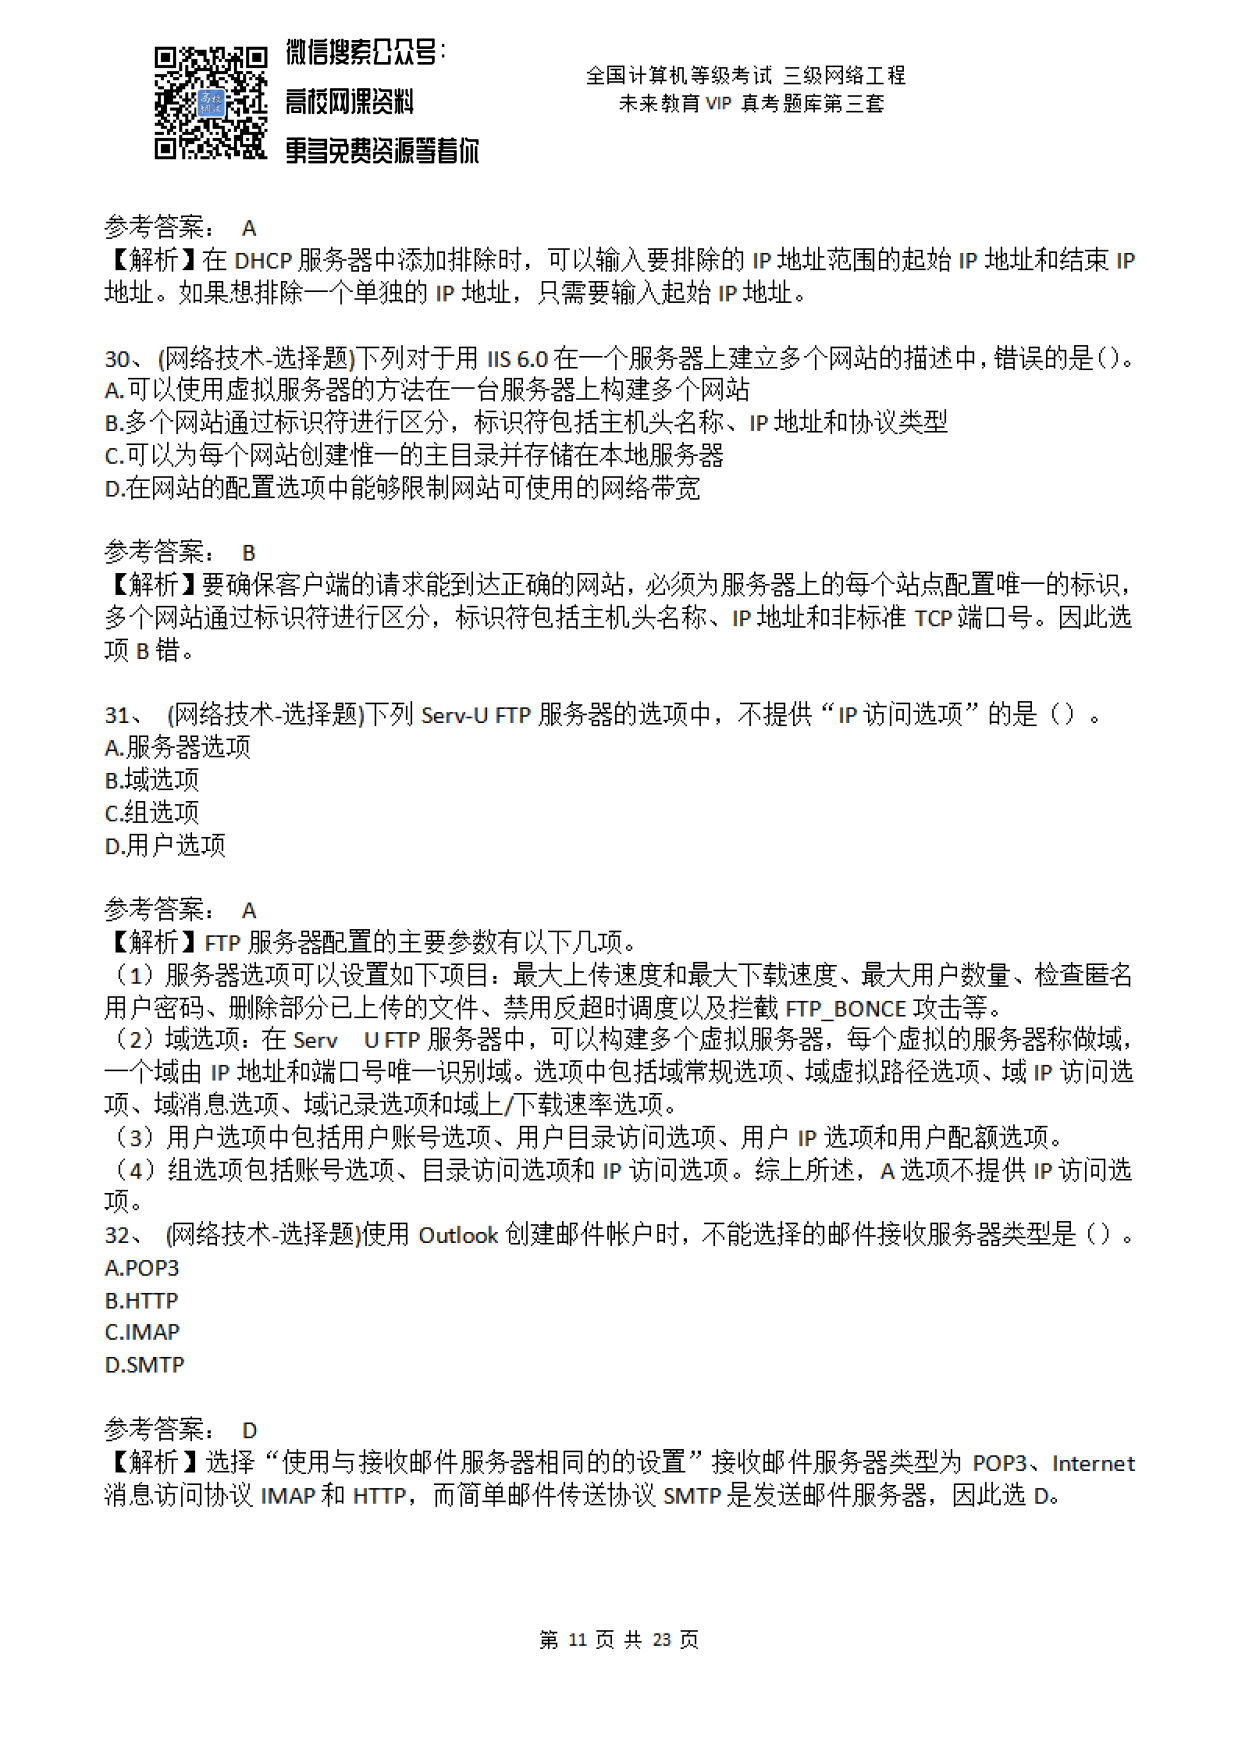 微信搜索公众号：
高校网课资料
更多免费资源等着你
全国计算机等级考试 三级网络工程
未来教育 VIP 真考题库第三套
参考答案： A
【解析】在 DHCP 服务器中添加排除时，可以输入要排除的 IP 地址范围的起始 IP 地址和结束 IP
地址。如果想排除一个单独的 IP 地址，只需要输入起始 IP 地址。
30、(网络技术-选择题)下列对于用 IIS 6.0 在一个服务器上建立多个网站的描述中，错误的是（）。
A.可以使用虚拟服务器的方法在一台服务器上构建多个网站
B.多个网站通过标识符进行区分，标识符包括主机头名称、IP 地址和协议类型
C.可以为每个网站创建惟一的主目录并存储在本地服务器
D.在网站的配置选项中能够限制网站可使用的网络带宽
参考答案： B
【解析】要确保客户端的请求能到达正确的网站，必须为服务器上的每个站点配置唯一的标识，
多个网站通过标识符进行区分，标识符包括主机头名称、IP 地址和非标准 TCP 端口号。因此选
项 B 错。
31、 (网络技术-选择题)下列 Serv-U FTP 服务器的选项中，不提供“IP 访问选项”的是（）。
A.服务器选项
B.域选项
C.组选项
D.用户选项
参考答案： A
【解析】FTP 服务器配置的主要参数有以下几项。
（1）服务器选项可以设置如下项目：最大上传速度和最大下载速度、最大用户数量、检查匿名
用户密码、删除部分已上传的文件、禁用反超时调度以及拦截 FTP_BONCE 攻击等。
（2）域选项：在 Serv U FTP 服务器中，可以构建多个虚拟服务器，每个虚拟的服务器称做域，
一个域由 IP 地址和端口号唯一识别域。选项中包括域常规选项、域虚拟路径选项、域 IP 访问选
项、域消息选项、域记录选项和域上/下载速率选项。
（3）用户选项中包括用户账号选项、用户目录访问选项、用户 IP 选项和用户配额选项。
（4）组选项包括账号选项、目录访问选项和 IP 访问选项。综上所述，A 选项不提供 IP 访问选
项。
32、 (网络技术-选择题)使用 Outlook 创建邮件帐户时，不能选择的邮件接收服务器类型是（）。
A.POP3
B.HTTP
C.IMAP
D.SMTP
参考答案： D
【解析】选择“使用与接收邮件服务器相同的的设置”接收邮件服务器类型为 POP3、Internet
消息访问协议 IMAP 和 HTTP，而简单邮件传送协议 SMTP 是发送邮件服务器，因此选 D。
第 11 页 共 23 页